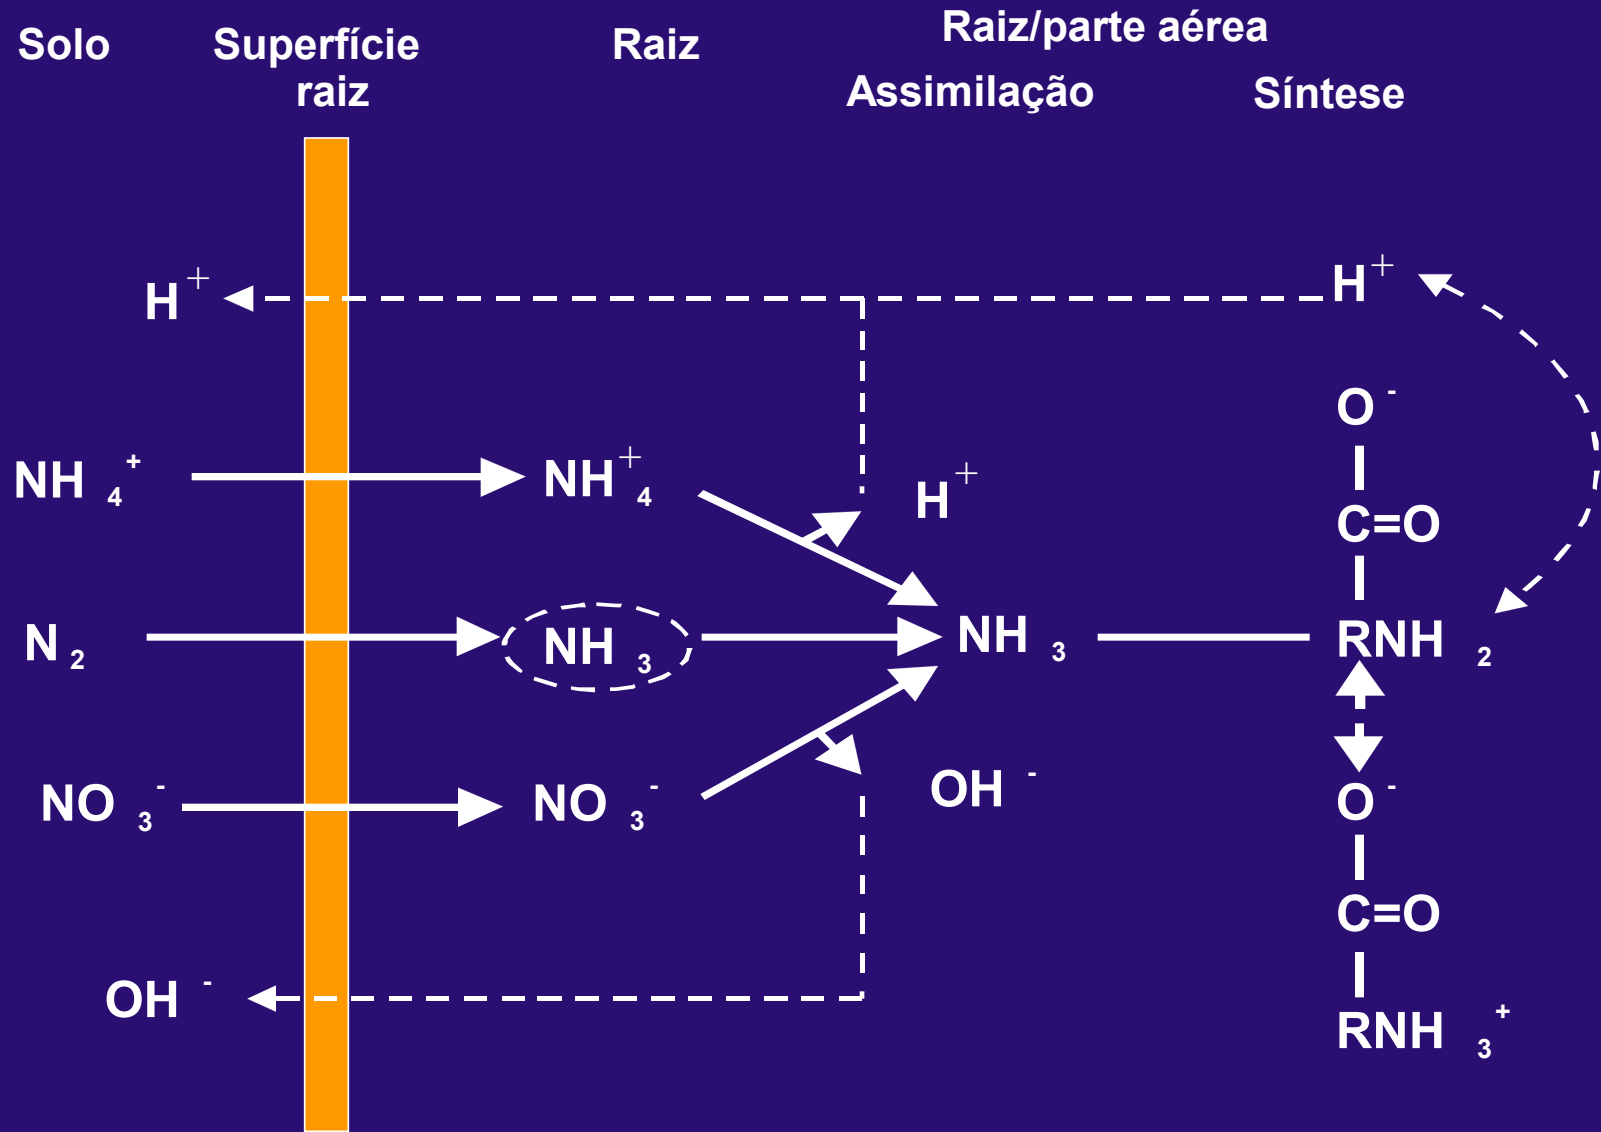 Solo
Superfície
raiz
Raiz
Raiz/parte aérea
Assimilação
Síntese
H+
H+
O-
NH4+
NH4+
H+
C=O
N2
NH3
NH3
RNH2
NO3-
NO3-
OH-
O-
C=O
OH-
RNH3+